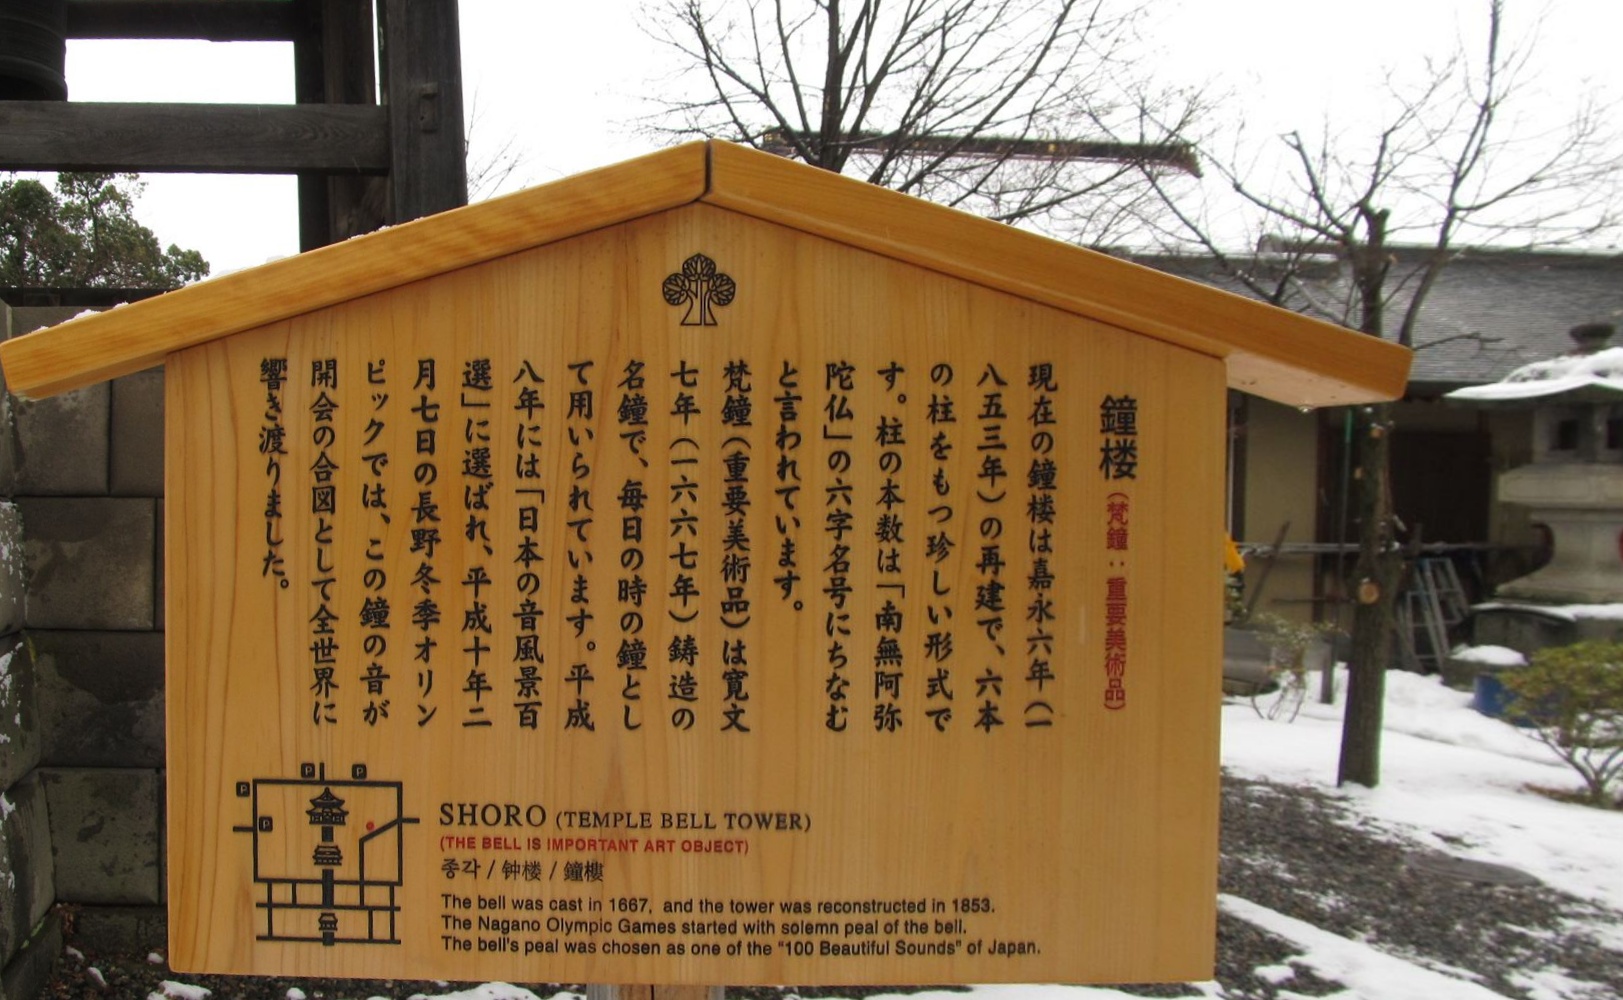 鐘楼（梵鐘：重要美術品）
現在の鐘楼は嘉永六年（一
八五三年）の再建で、六本
の柱をもつ珍しい形式で
す。柱の本数は「南無阿弥
陀仏」の六字名号にちなむ
と言われています。
梵鐘（重要美術品）は寛文
七年（一六六七年）鋳造の
名鐘で、毎日の時の鐘とし
て用いられています。平成
八年には「日本の音風景百
選」に選ばれ、平成十年二
月七日の長野冬季オリン
ピックでは、この鐘の音が
開会の合図として全世界に
響き渡りました。
P
P
P
P
SHORO (TEMPLE BELL TOWER)
(THE BELL IS IMPORTANT ART OBJECT)
종각 / 钟楼 / 鐘樓
The bell was cast in 1667, and the tower was reconstructed in 1853.
The Nagano Olympic Games started with solemn peal of the bell.
The bell's peal was chosen as one of the "100 Beautiful Sounds" of Japan.